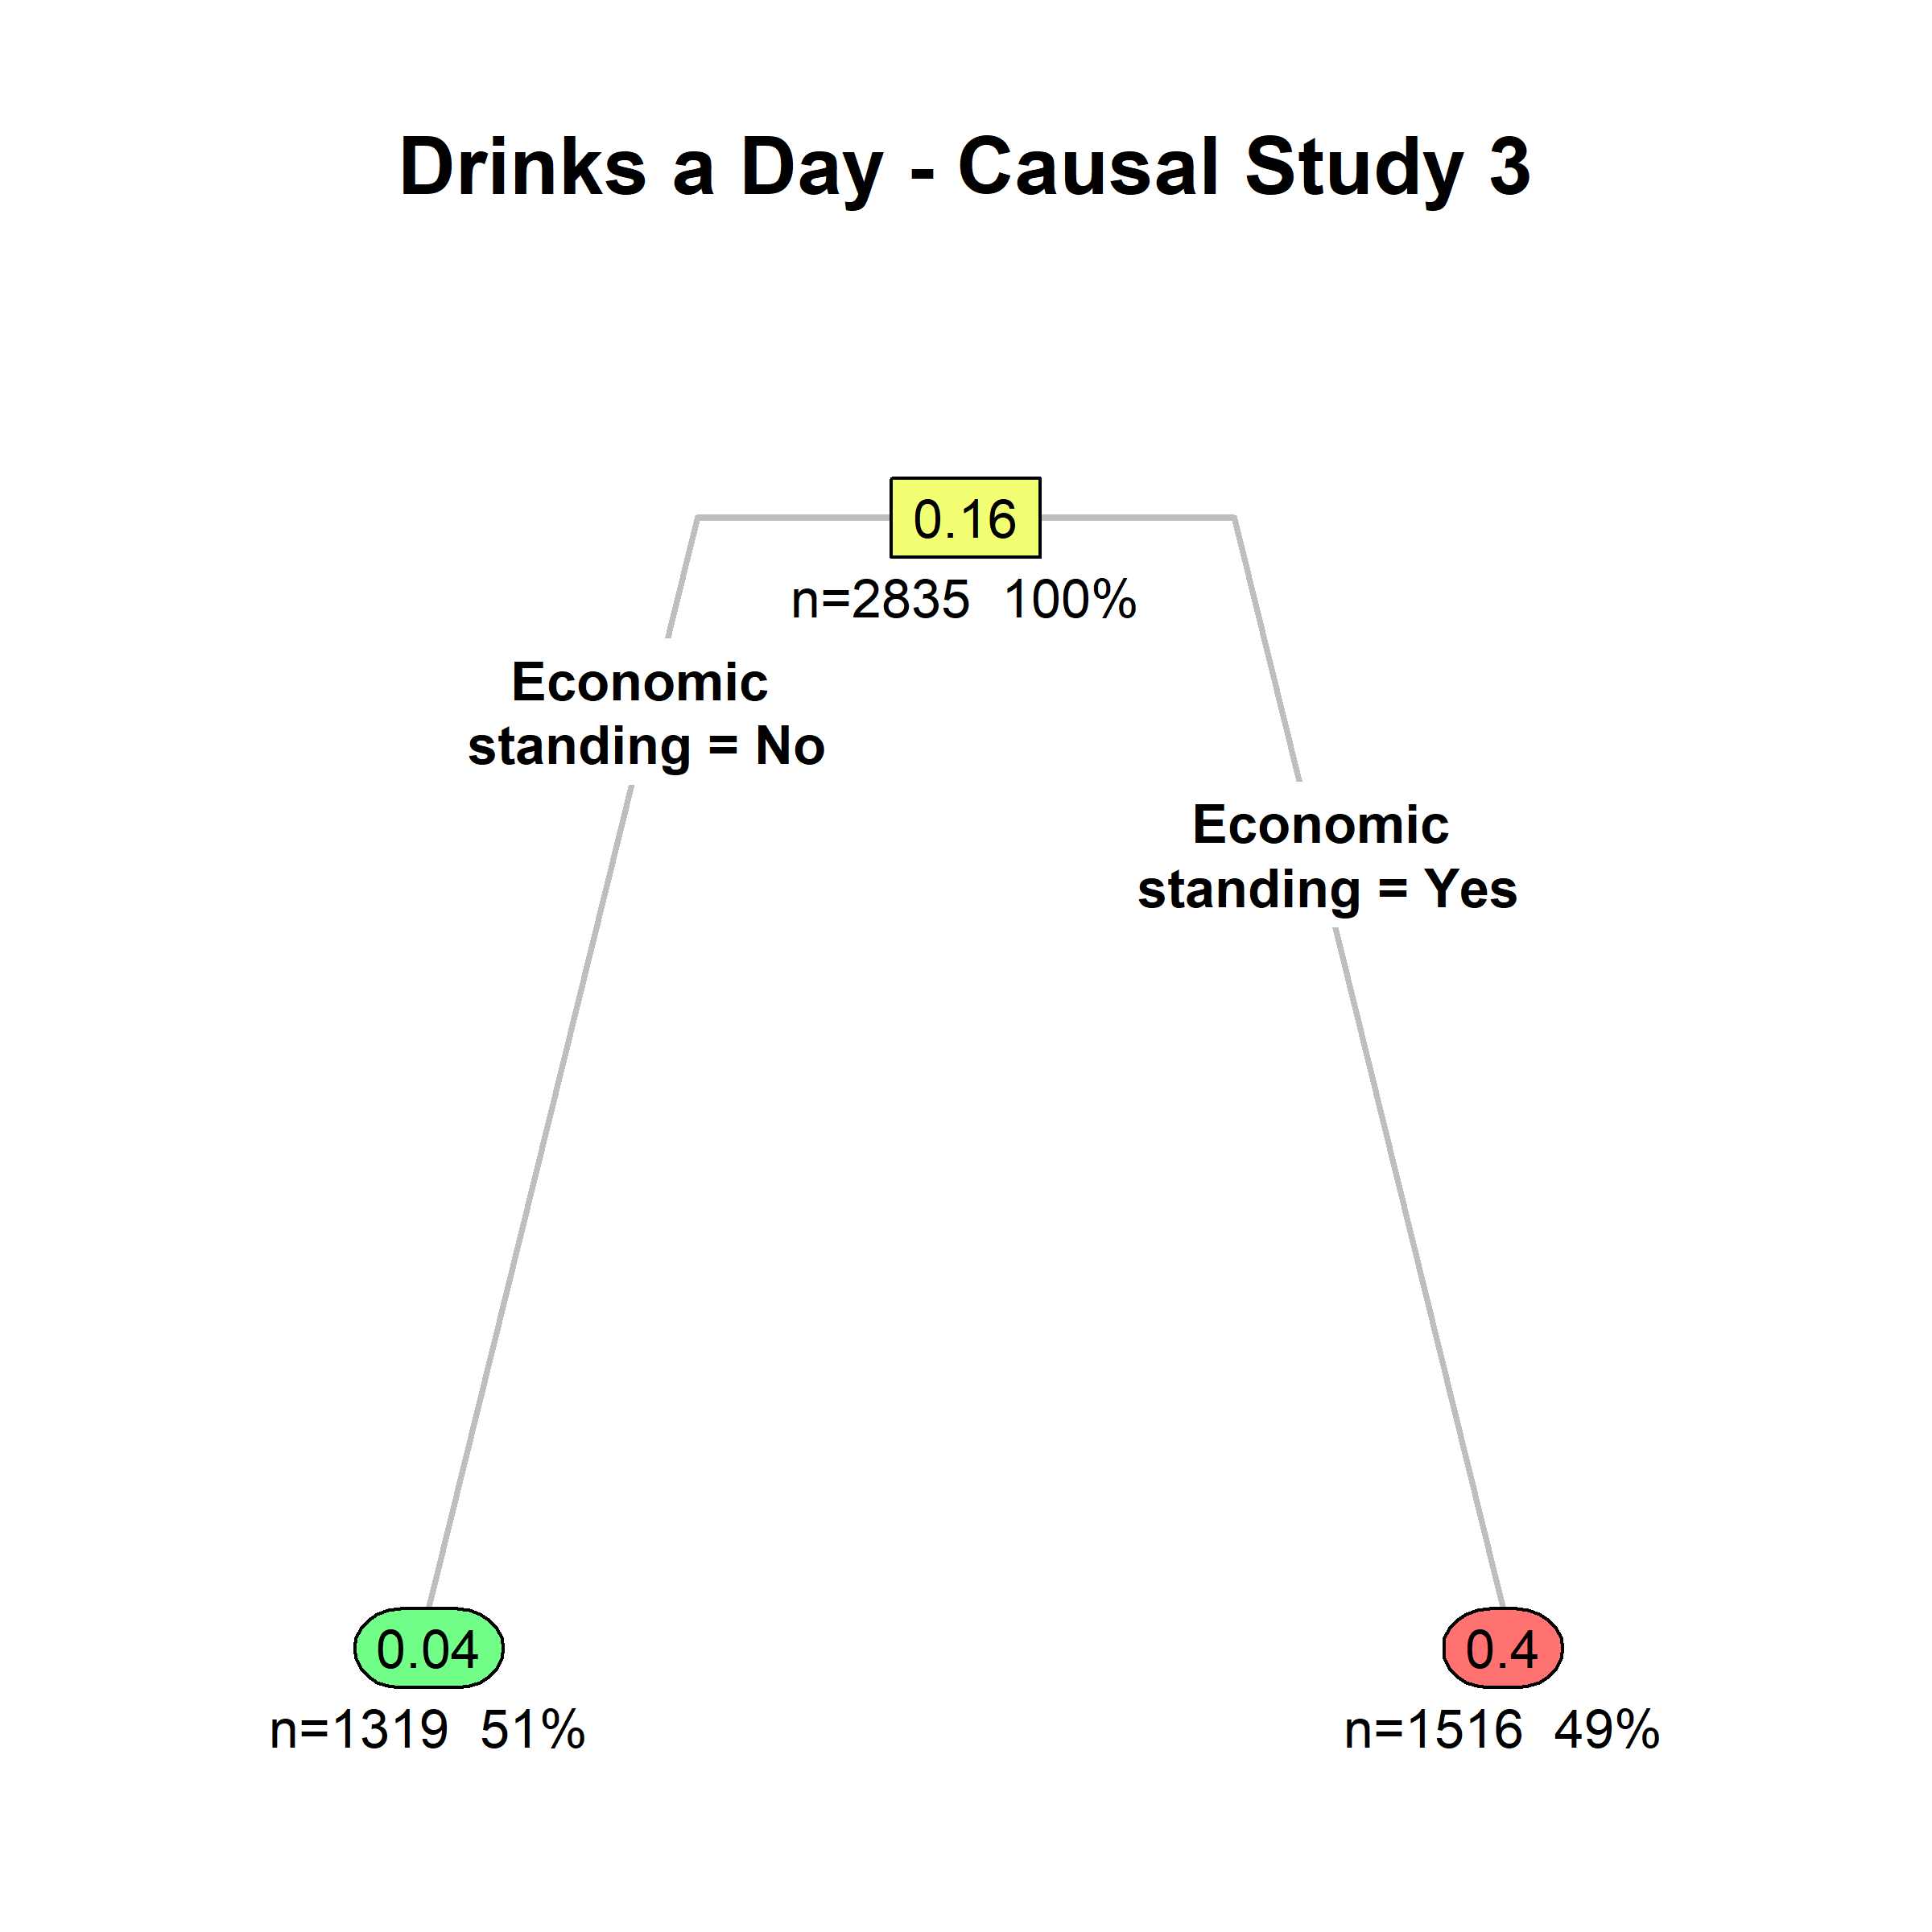 Drinks a Day - Causal Study 3
0.16
n=2835 100%
Economic
standing = No
Economic
standing = Yes
0.04
n=1319 51%
0.4
n=1516 49%